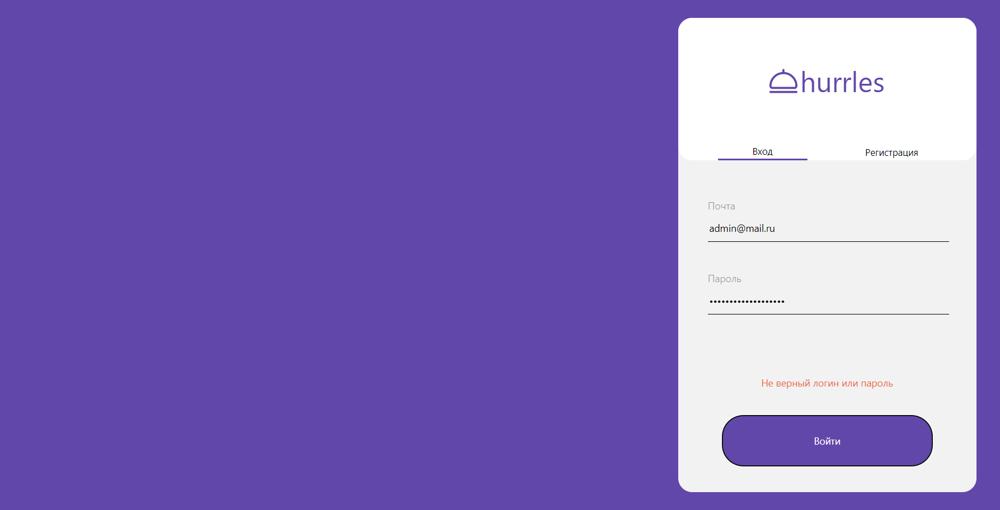 hurrles
Вход
Регистрация
Почта
admin@mail.ru
Пароль
•••••••••••••••••••
Не верный логин или пароль
Войти